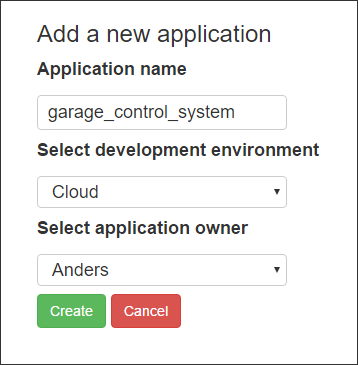 Add a new application
Application name
garage_control_system
Select development environment
Cloud
Select application owner
Anders
Create Cancel